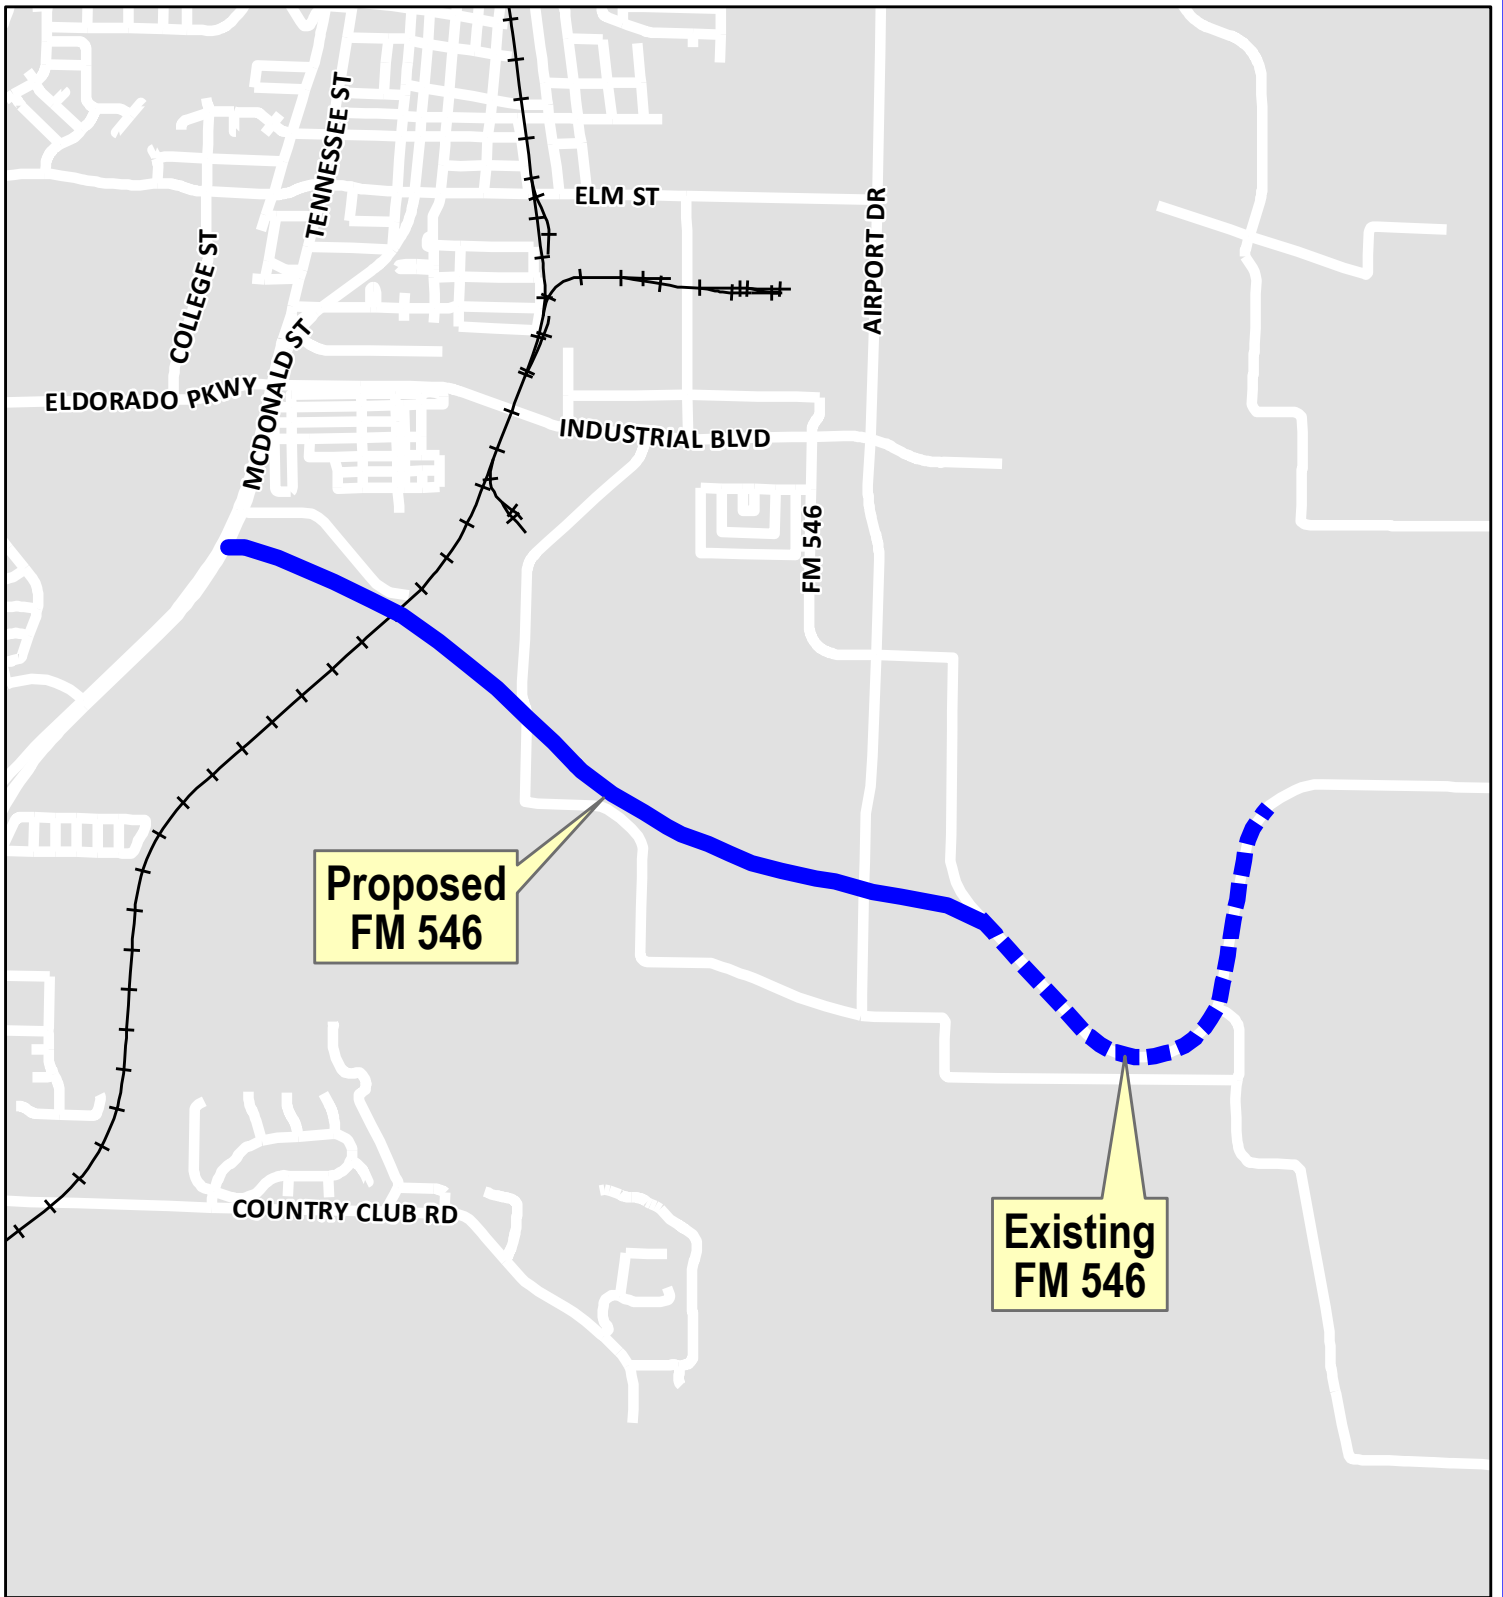 TENNESSEE ST
ELM ST
AIRPORT DR
COLLEGE ST
MCDONALD ST
ELDORADO PKWY
INDUSTRIAL BLVD
FM 546
Proposed
FM 546
COUNTRY CLUB RD
Existing
FM 546